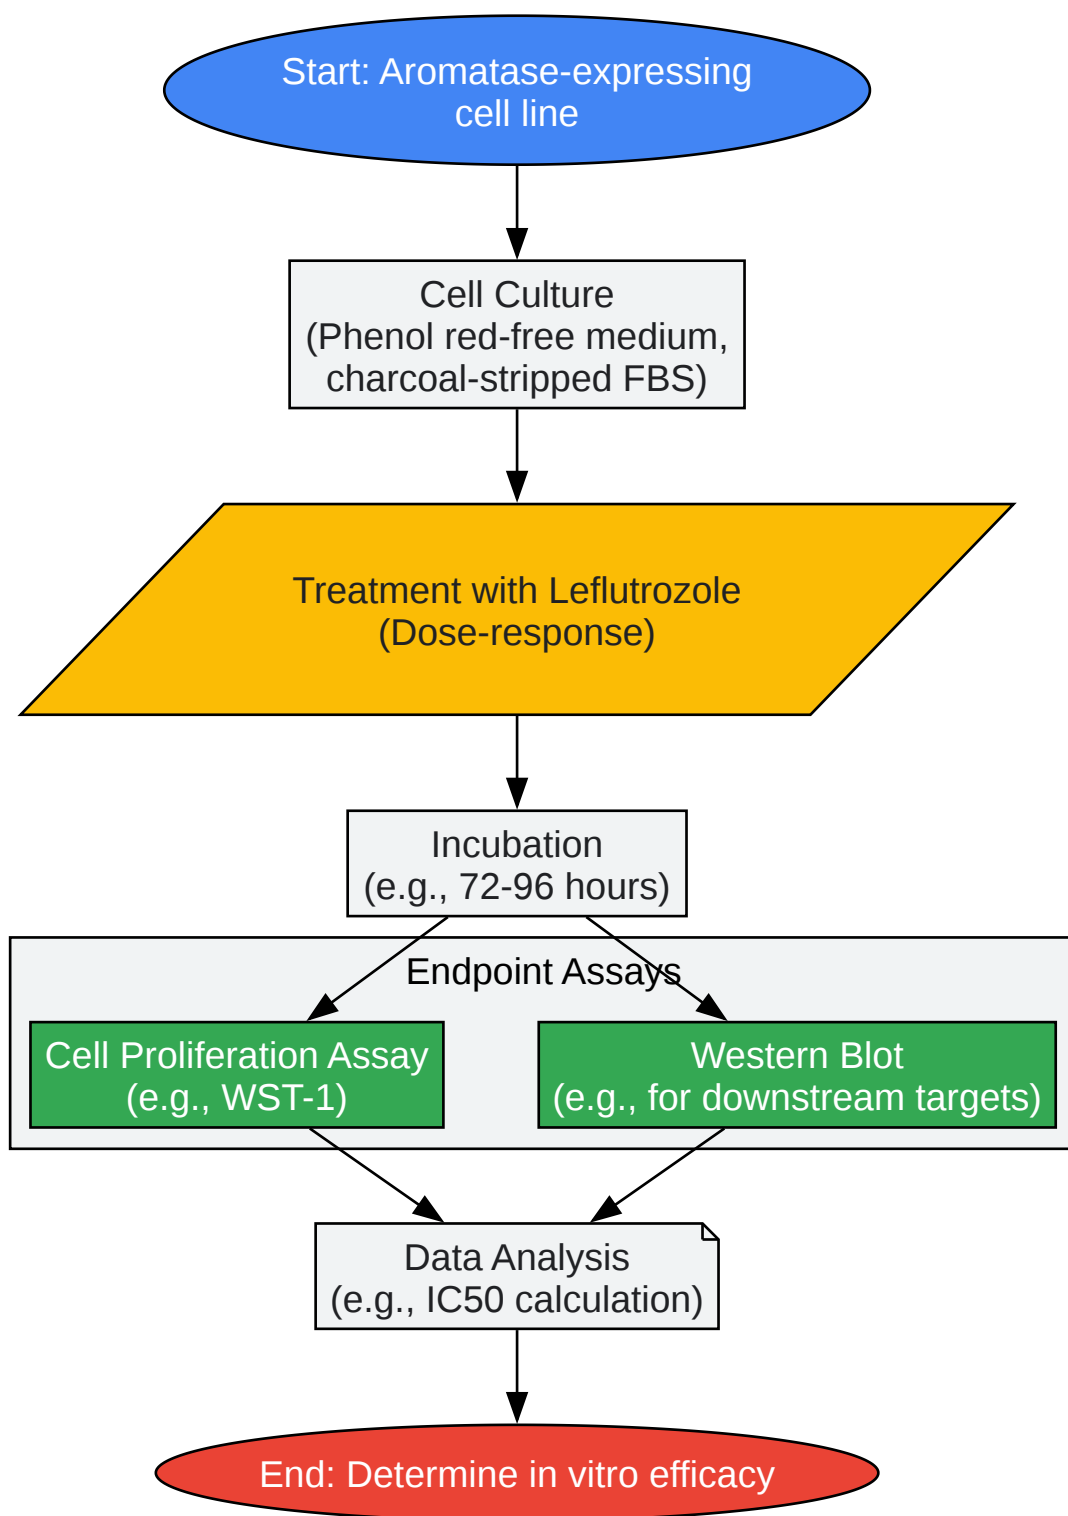 Start: Aromatase-expressing
cell line
Cell Culture
(Phenol red-free medium,
charcoal-stripped FBS)
Treatment with Leflutrozole
(Dose-response)
Incubation
(e.g., 72-96 hours)
Endpoint Assays
Cell Proliferation Assay
(e.g., WST-1)
Western Blot
(e.g., for downstream targets)
Data Analysis
(e.g., IC50 calculation)
End: Determine in vitro efficacy